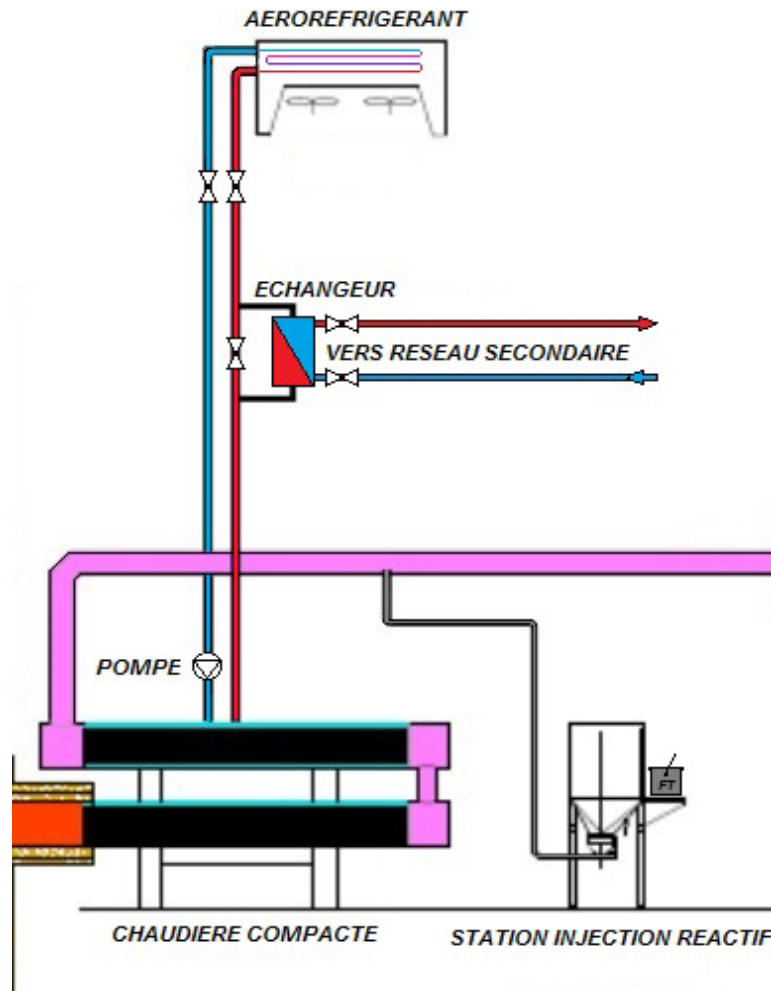 AEROREFRIGERANT
ECHANGEUR
VERS RESEAU SECONDAIRE
POMPE
FT
CHAUDIERE COMPACTE
STATION INJECTION REACTIF